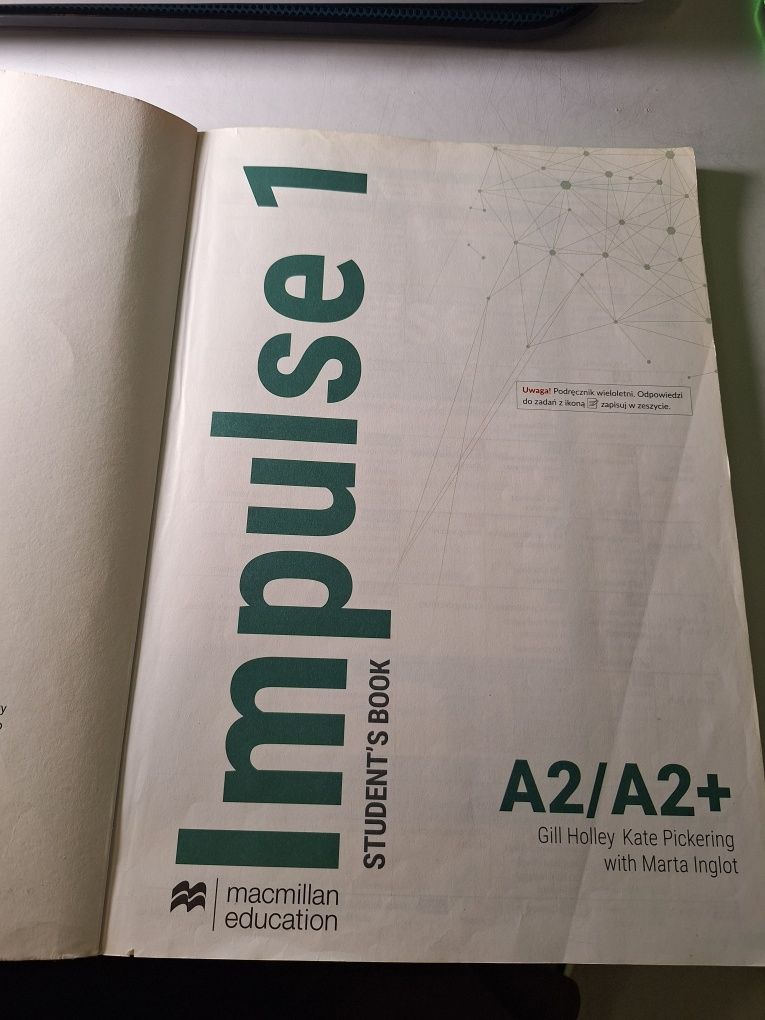 Impulse 1
STUDENT'S BOOK
Uwaga! Podręcznik wieloletni. Odpowiedzi
do zadań z ikoną zapisuj w zeszycie.
A2/A2+
Gill Holley Kate Pickering
with Marta Inglot
macmillan
education